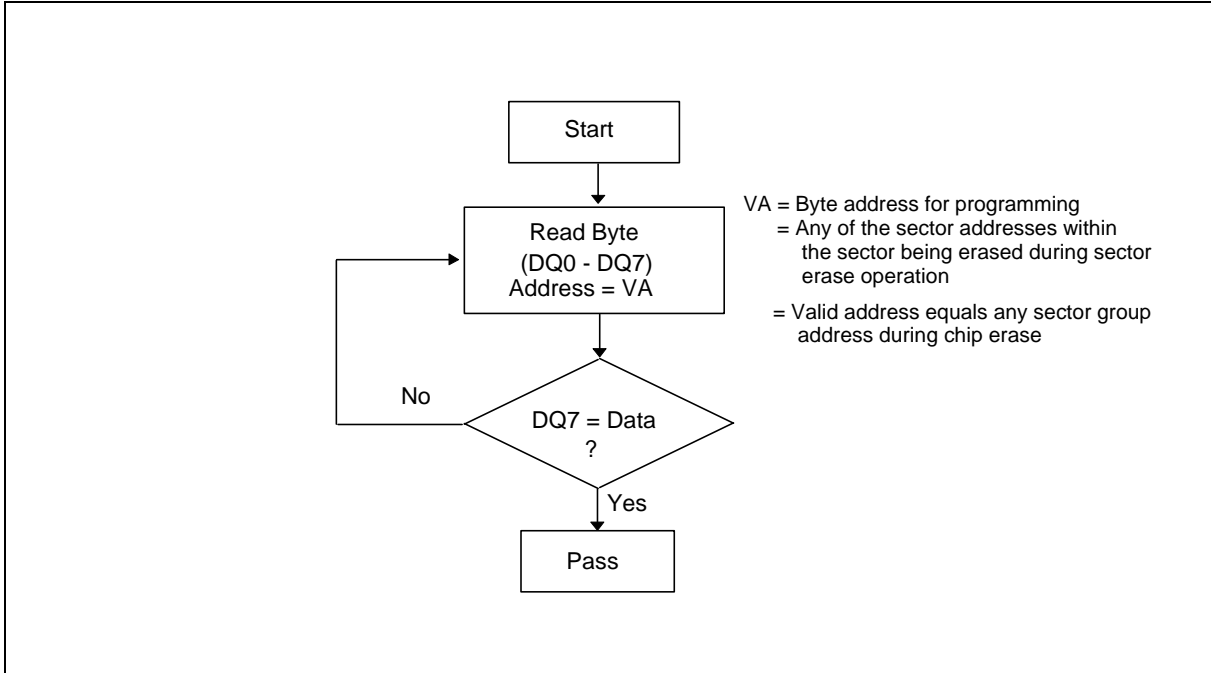 Start
Read Byte
(DQ0 - DQ7)
Address = VA
VA = Byte address for programming
= Any of the sector addresses within
the sector being erased during sector
erase operation
= Valid address equals any sector group
address during chip erase
No
DQ7 = Data
?
Yes
Pass